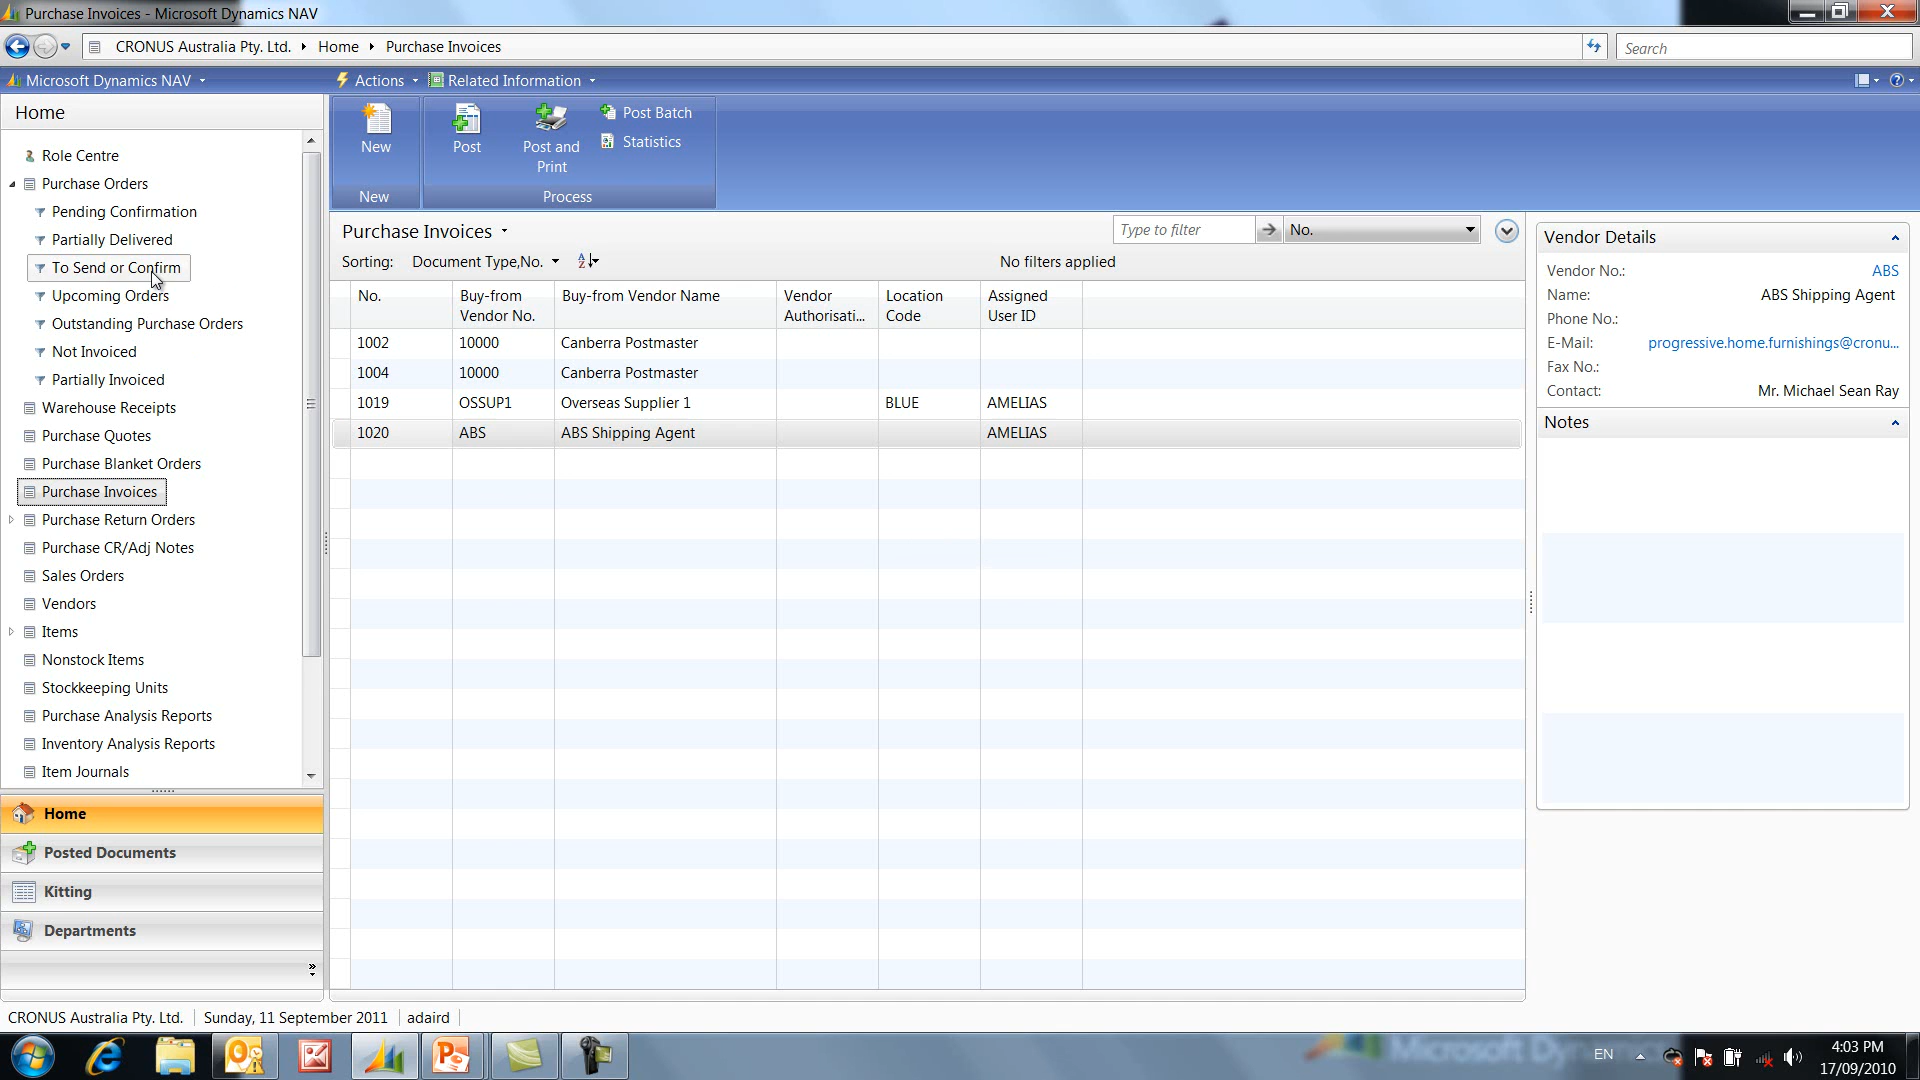 Purchase Invoices - Microsoft Dynamics NAV
CRONUS Australia Pty. Ltd. Home Purchase Invoices
Search
Microsoft Dynamics NAV Actions Related Information
Home
Role Centre
Purchase Orders
Pending Confirmation
Partially Delivered
To Send or Confirm
Upcoming Orders
Outstanding Purchase Orders
Not Invoiced
Partially Invoiced
Warehouse Receipts
Purchase Quotes
Purchase Blanket Orders
Purchase Invoices
Purchase Return Orders
Purchase CR/Adj Notes
Sales Orders
Vendors
Items
Nonstock Items
Stockkeeping Units
Purchase Analysis Reports
Inventory Analysis Reports
Item Journals
Home
Posted Documents
Kitting
Departments
New
Post
Post and
Print
Post Batch
Statistics
New
Process
Purchase Invoices
Type to filter
No.
Sorting: Document Type,No.
No filters applied
No. Buy-from Vendor No. Buy-from Vendor Name Vendor Authorisati... Location Code Assigned User ID
1002 10000 Canberra Postmaster
1004 10000 Canberra Postmaster
1019 OSSUP1 Overseas Supplier 1 BLUE AMELIAS
1020 ABS ABS Shipping Agent AMELIAS
Vendor Details
Vendor No.: ABS
Name: ABS Shipping Agent
Phone No.:
E-Mail: progressive.home.furnishings@cronu...
Fax No.:
Contact: Mr. Michael Sean Ray
Notes
CRONUS Australia Pty. Ltd. Sunday, 11 September 2011 adaird
Microsoft Dyn
EN
4:03 PM
17/09/2010